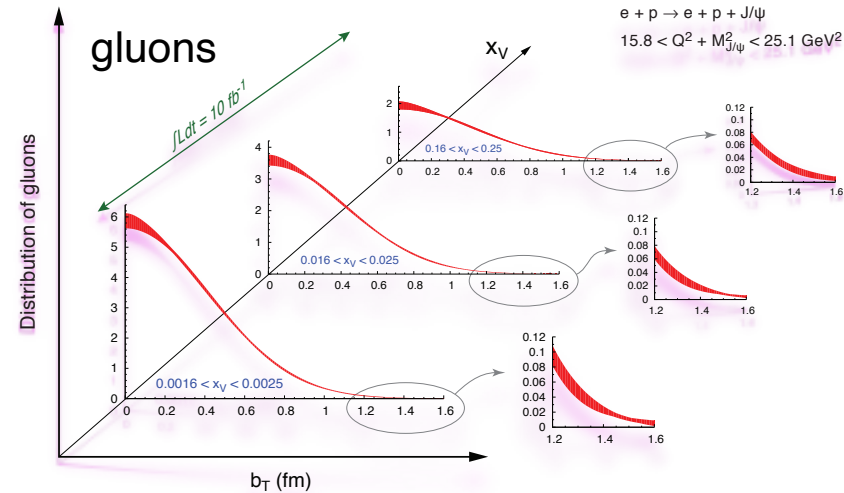 gluons
e + p → e + p + J/ψ
15.8 < Q² + M²_J/ψ < 25.1 GeV²
x_V
∫Ldt = 10 fb⁻¹
Distribution of gluons
b_T (fm)
2
1
0
0 0.2 0.4 0.6 0.8 1 1.2 1.4 1.6
0.16 < x_V < 0.25
0.12
0.1
0.08
0.06
0.04
0.02
0
1.2 1.4 1.6
4
3
2
1
0
0 0.2 0.4 0.6 0.8 1 1.2 1.4 1.6
0.016 < x_V < 0.025
0.12
0.1
0.08
0.06
0.04
0.02
0
1.2 1.4 1.6
6
5
4
3
2
1
0
0 0.2 0.4 0.6 0.8 1 1.2 1.4 1.6
0.0016 < x_V < 0.0025
0.12
0.1
0.08
0.06
0.04
0.02
0
1.2 1.4 1.6